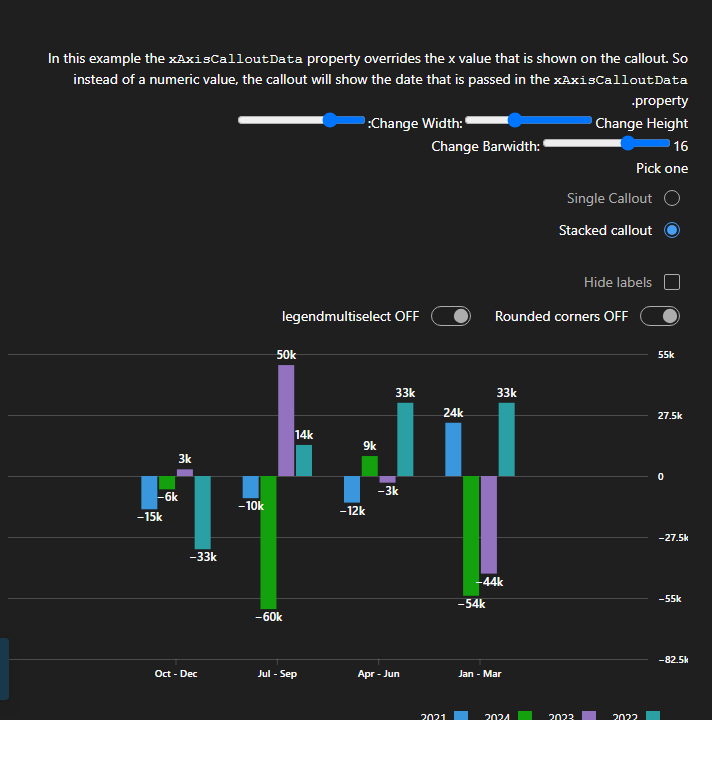 In this example the xAxisCalloutData property overrides the x value that is shown on the callout. So
instead of a numeric value, the callout will show the date that is passed in the xAxisCalloutData
.property
:Change Width: Change Height
Change Barwidth: 16
Pick one
Single Callout
Stacked callout
Hide labels
legendmultiselect OFF Rounded corners OFF
50k 55k
33k 33k
24k 27.5k
14k
9k
3k
0
−3k
−6k −10k −12k
−15k
−33k −27.5k
−44k
−54k −55k
−60k
−82.5k
Oct - Dec Jul - Sep Apr - Jun Jan - Mar
2021 2024 2023 2022